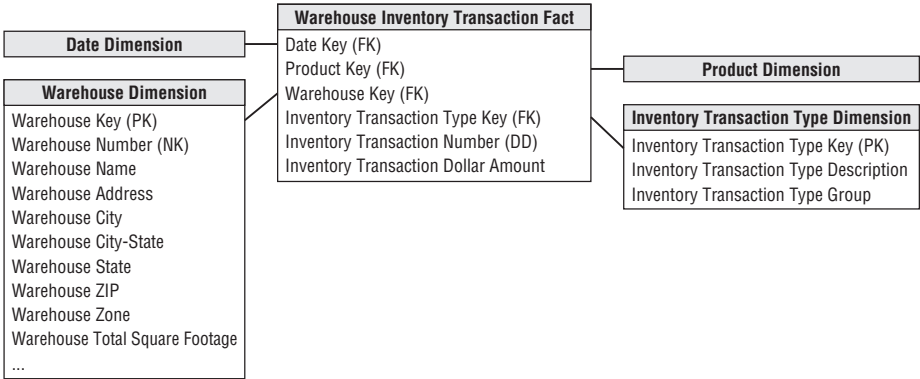 Date Dimension
Warehouse Dimension
Warehouse Key (PK)
Warehouse Number (NK)
Warehouse Name
Warehouse Address
Warehouse City
Warehouse City-State
Warehouse State
Warehouse ZIP
Warehouse Zone
Warehouse Total Square Footage
...
Warehouse Inventory Transaction Fact
Date Key (FK)
Product Key (FK)
Warehouse Key (FK)
Inventory Transaction Type Key (FK)
Inventory Transaction Number (DD)
Inventory Transaction Dollar Amount
Product Dimension
Inventory Transaction Type Dimension
Inventory Transaction Type Key (PK)
Inventory Transaction Type Description
Inventory Transaction Type Group